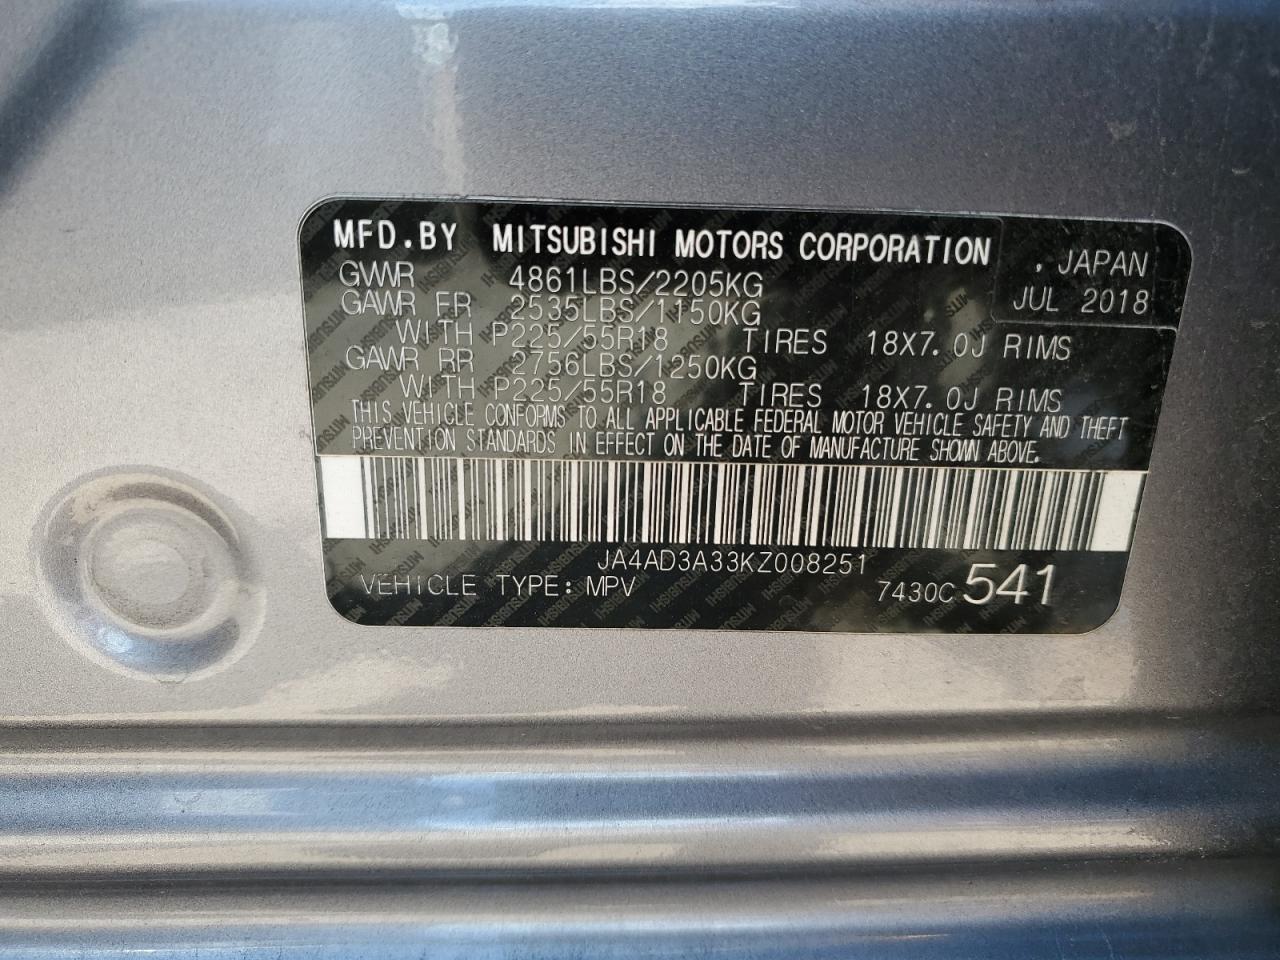 MFD.BY MITSUBISHI MOTORS CORPORATION
. JAPAN
JUL 2018
GVWR 4861LBS/2205KG
GAWR FR 2535LBS/1150KG
WITH P225/55R18 TIRES 18X7.0J RIMS
GAWR RR 2756LBS/1250KG
WITH P225/55R18 TIRES 18X7.0J RIMS
THIS VEHICLE CONFORMS TO ALL APPLICABLE FEDERAL MOTOR VEHICLE SAFETY AND THEFT
PREVENTION STANDARDS IN EFFECT ON THE DATE OF MANUFACTURE SHOWN ABOVE.
JA4AD3A33KZ008251
VEHICLE TYPE: MPV 7430C 541